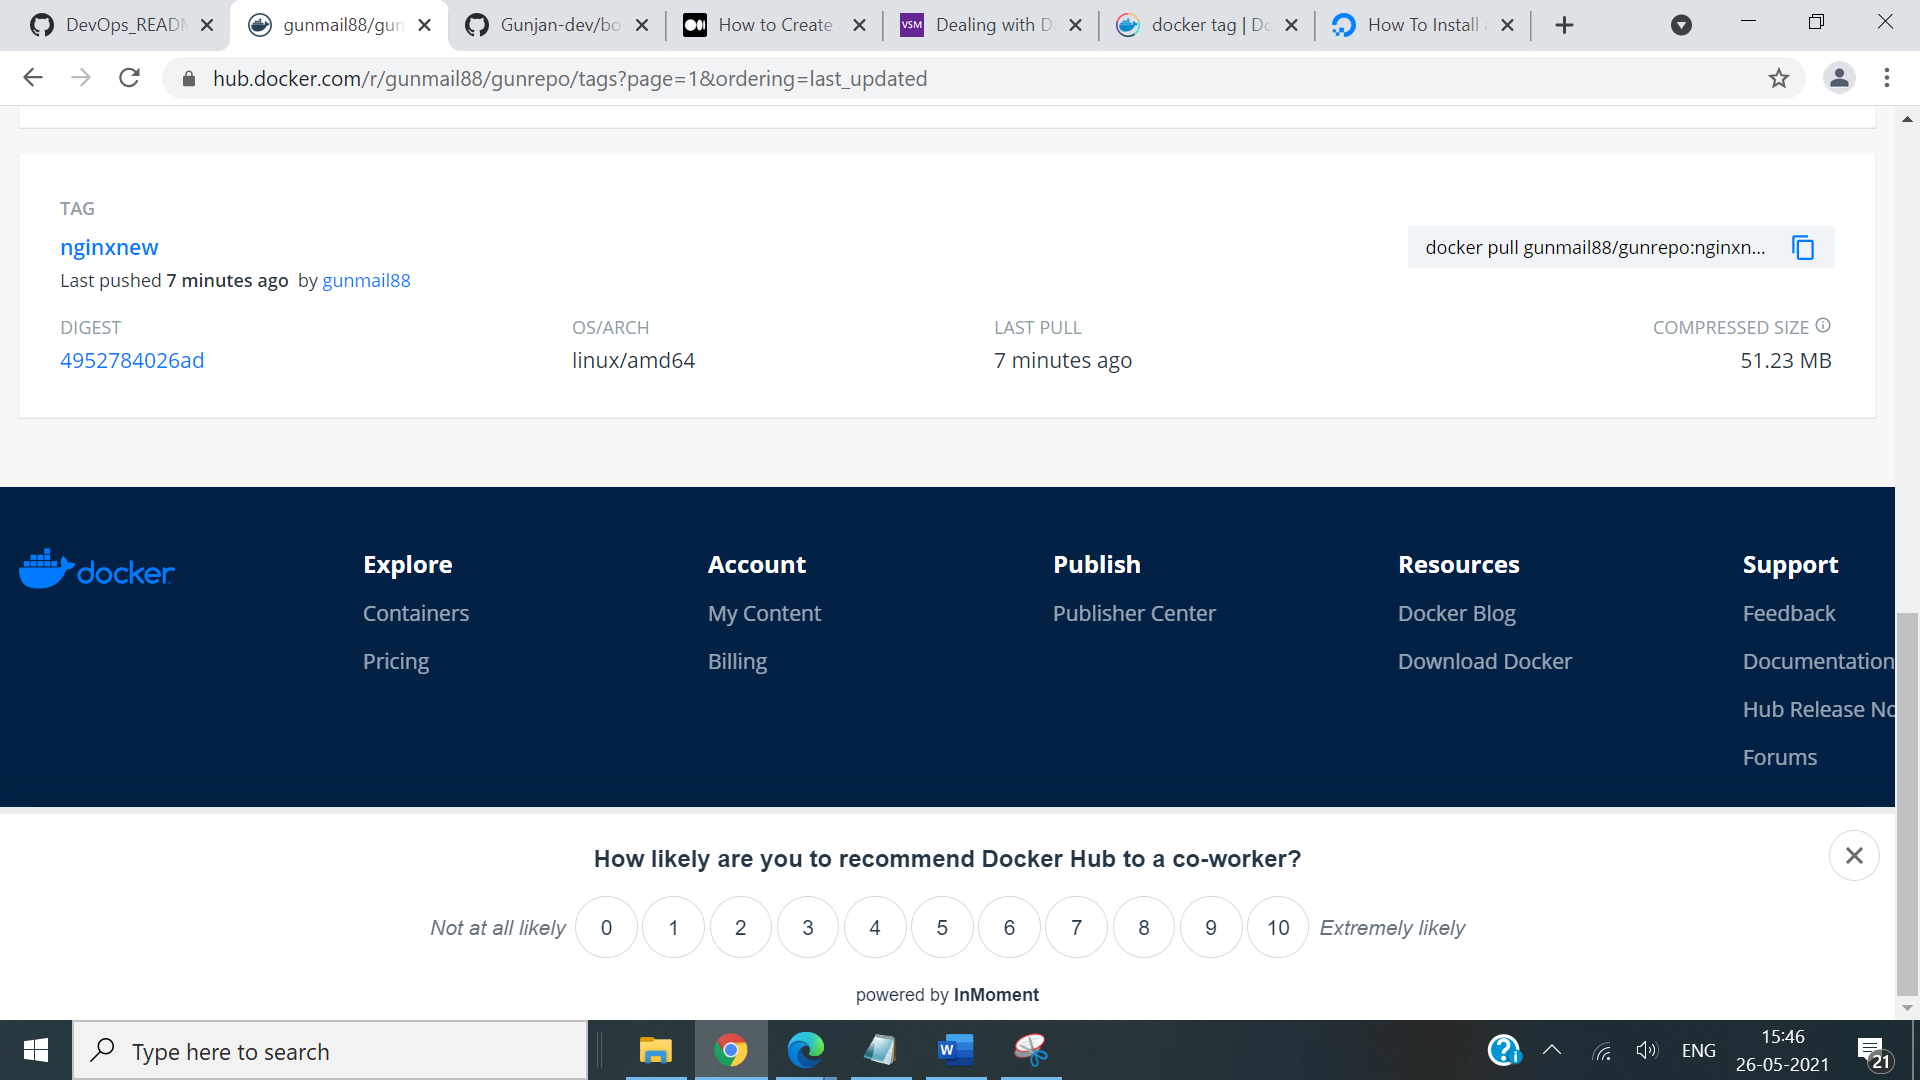 DevOps_READ
gunmail88/gun
Gunjan-dev/bo
How to Create
VSM
Dealing with D
docker tag | Do
How To Install
hub.docker.com/r/gunmail88/gunrepo/tags?page=1&ordering=last_updated
TAG
nginxnew
docker pull gunmail88/gunrepo:nginxn...
Last pushed 7 minutes ago by gunmail88
DIGEST
OS/ARCH
LAST PULL
COMPRESSED SIZE
4952784026ad
linux/amd64
7 minutes ago
51.23 MB
docker
Explore
Containers
Pricing
Account
My Content
Billing
Publish
Publisher Center
Resources
Docker Blog
Download Docker
Support
Feedback
Documentation
Hub Release No
Forums
How likely are you to recommend Docker Hub to a co-worker?
Not at all likely 0 1 2 3 4 5 6 7 8 9 10 Extremely likely
powered by InMoment
Type here to search
ENG
15:46
26-05-2021
21